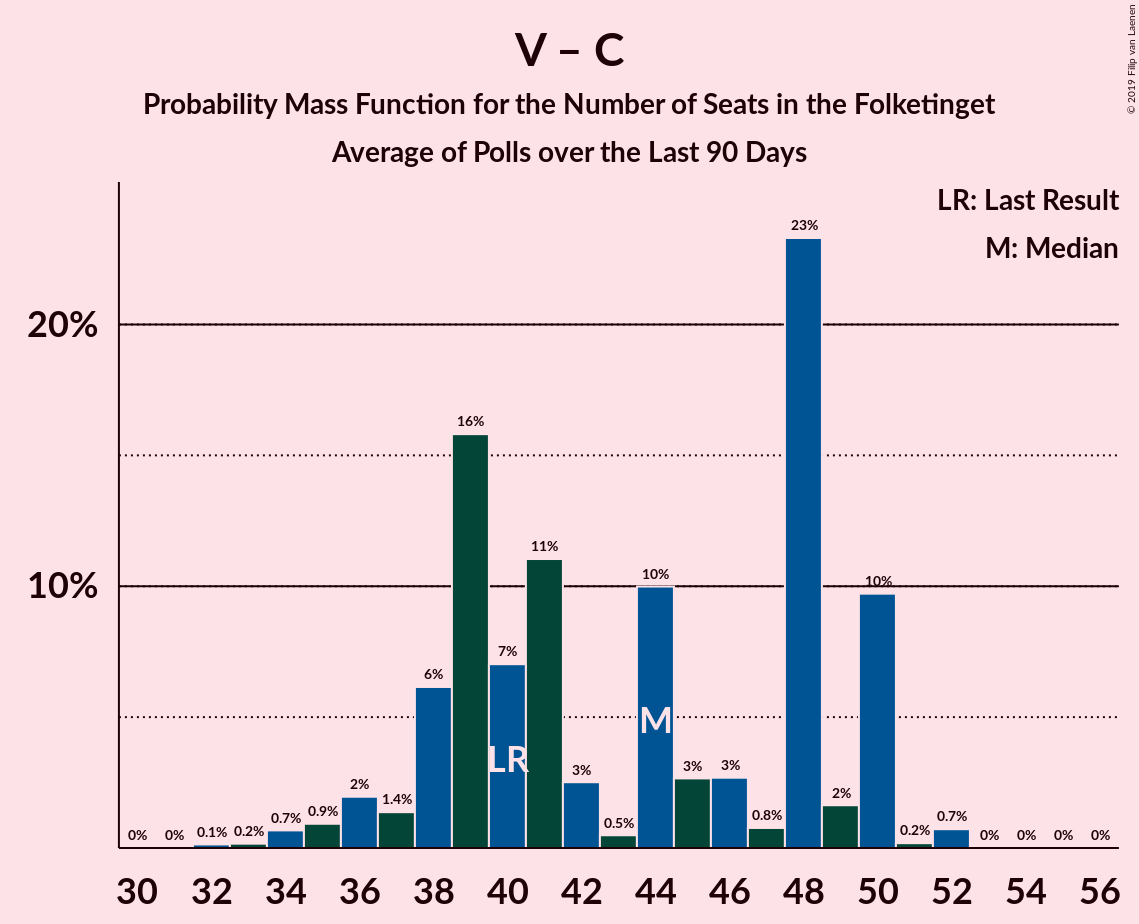 V – C
Probability Mass Function for the Number of Seats in the Folketinget
Average of Polls over the Last 90 Days
© 2019 Filip van Laenen
LR: Last Result
M: Median
20%
10%
0% 0% 0.1% 0.2% 0.7% 0.9% 2% 1.4% 6% 16% 7% 11% 3% 0.5% 10% 3% 3% 0.8% 23% 2% 10% 0.2% 0.7% 0% 0% 0% 0%
LR
M
30 32 34 36 38 40 42 44 46 48 50 52 54 56